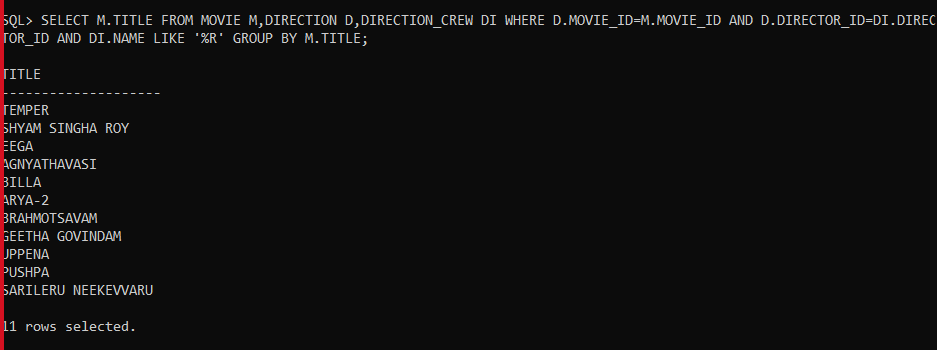 SQL> SELECT M.TITLE FROM MOVIE M,DIRECTION D,DIRECTION_CREW DI WHERE D.MOVIE_ID=M.MOVIE_ID AND D.DIRECTOR_ID=DI.DIREC
TOR_ID AND DI.NAME LIKE '%R' GROUP BY M.TITLE;
TITLE
--------------------
TEMPER
SHYAM SINGHA ROY
EEGA
AGNYATHAVASI
BILLA
ARYA-2
BRAHMOTSAVAM
GEETHA GOVINDAM
UPPENA
PUSHPA
SARILERU NEEKEVVARU
11 rows selected.